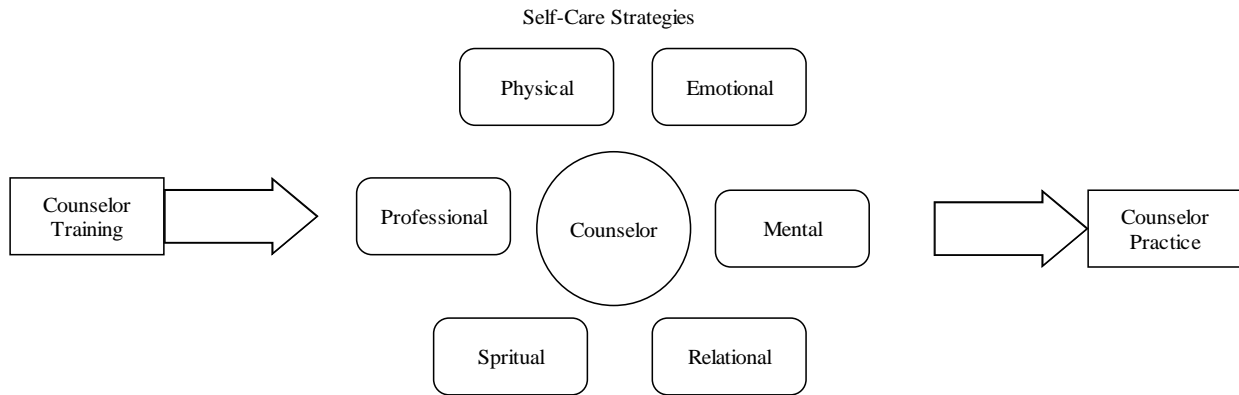 Self-Care Strategies
Physical
Emotional
Counselor
Training
Professional
Counselor
Mental
Counselor
Practice
Spritual
Relational